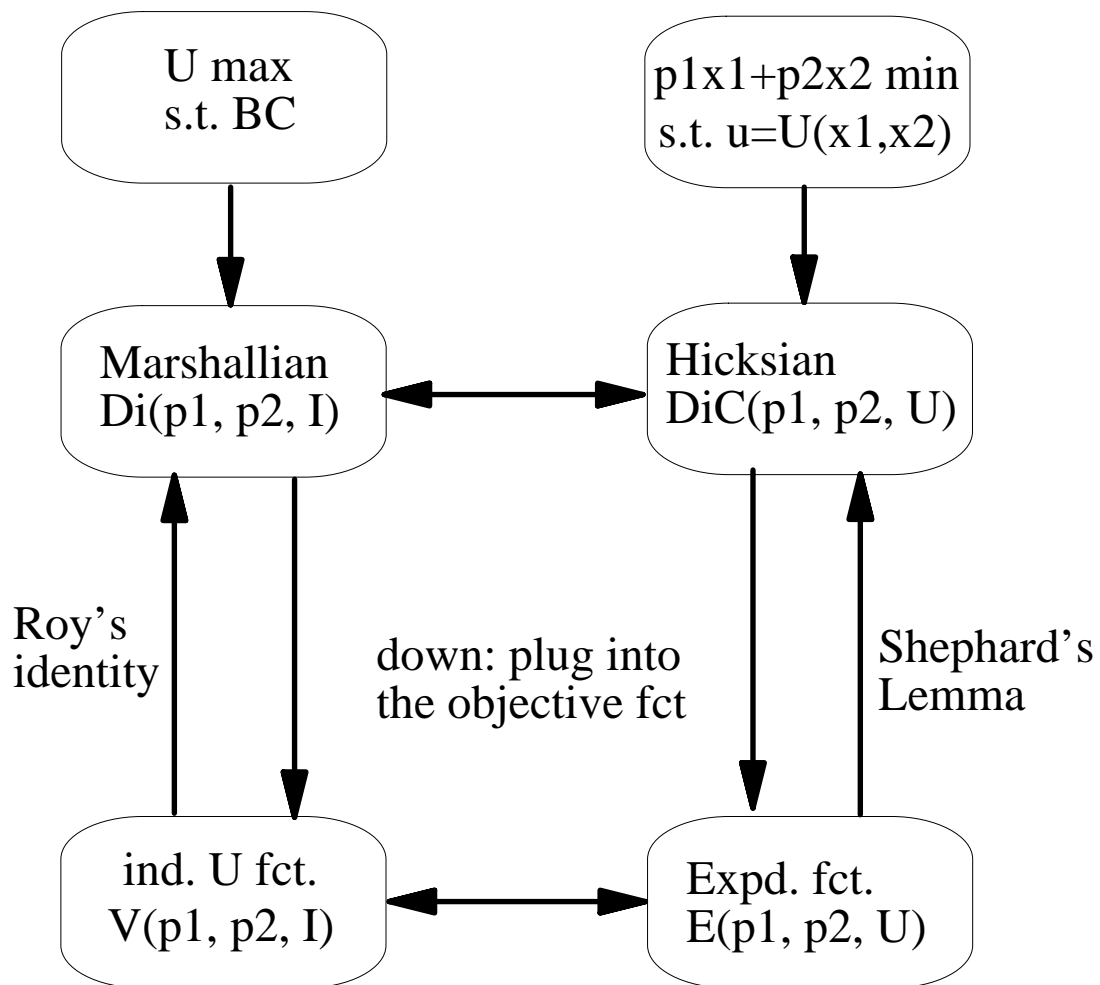 U max
s.t. BC
p1x1+p2x2 min
s.t. u=U(x1,x2)
Marshallian
Di(p1, p2, I)
Hicksian
DiC(p1, p2, U)
Roy’s
identity
down: plug into
the objective fct
Shephard’s
Lemma
ind. U fct.
V(p1, p2, I)
Expd. fct.
E(p1, p2, U)